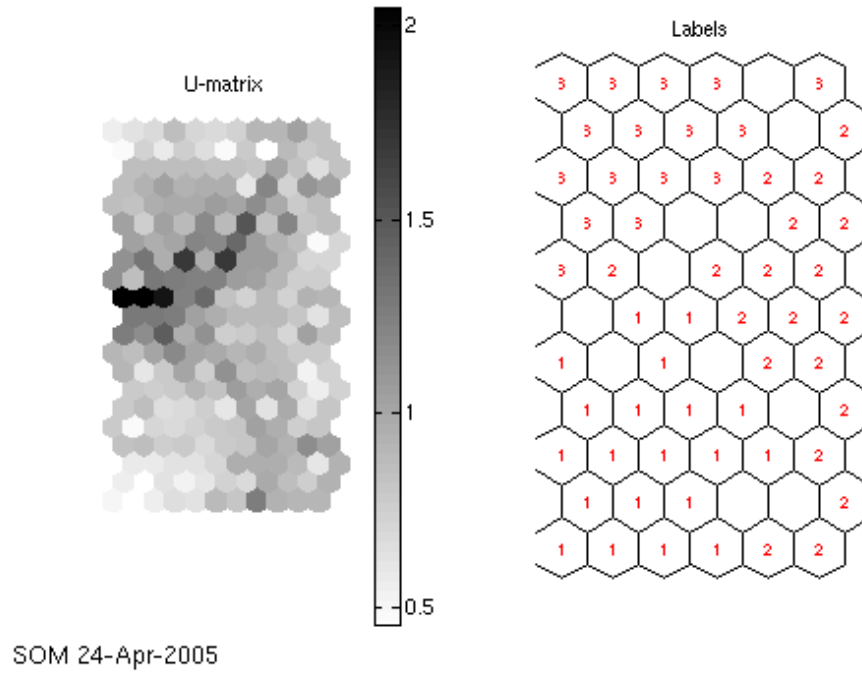 U-matrix
2
1.5
1
0.5
Labels
3 3 3 3 3
3 3 3 3 2
3 3 3 3 2 2
3 3 2 2
3 2 2 2 2
1 1 2 2 2
1 1 2 2
1 1 1 1 2
1 1 1 1 1 2
1 1 1 2
1 1 1 1 2 2
SOM 24-Apr-2005